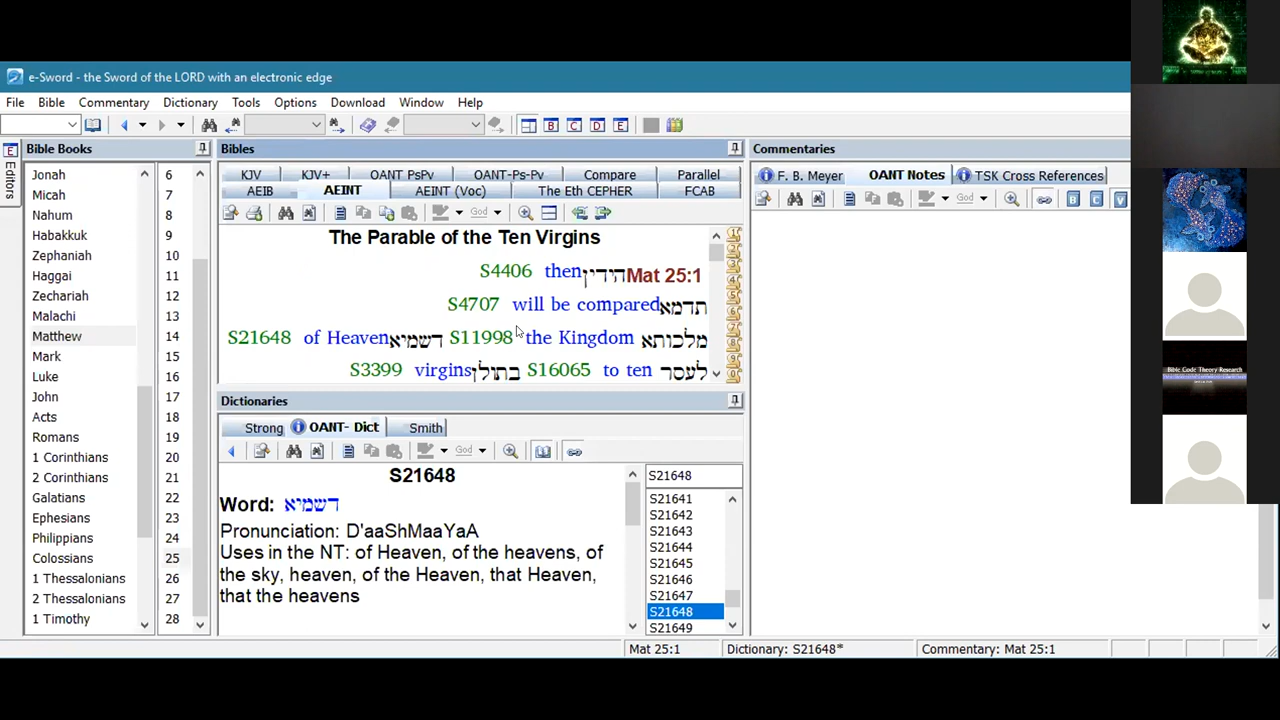 e-Sword - the Sword of the LORD with an electronic edge
File Bible Commentary Dictionary Tools Options Download Window Help
B C D E
Editors
Bible Books
Jonah
Micah
Nahum
Habakkuk
Zephaniah
Haggai
Zechariah
Malachi
Matthew
Mark
Luke
John
Acts
Romans
1 Corinthians
2 Corinthians
Galatians
Ephesians
Philippians
Colossians
1 Thessalonians
2 Thessalonians
1 Timothy
6
7
8
9
10
11
12
13
14
15
16
17
18
19
20
21
22
23
24
25
26
27
28
Bibles
KJV KJV+ OANT PsPv OANT-Ps-Pv Compare Parallel
AEIB AEINT AEINT (Voc) The Eth CEPHER FCAB
God
The Parable of the Ten Virgins
Mat 25:1 הידין then S4406
תדמא will be compared S4707
מלכותא the Kingdom S11998 דשמיא of Heaven S21648
לעסר to ten S16065 בתולן virgins S3399
Dictionaries
Strong OANT- Dict Smith
God
S21648
Word: דשמיא
Pronunciation: D'aaShMaaYaA
Uses in the NT: of Heaven, of the heavens, of
the sky, heaven, of the Heaven, that Heaven,
that the heavens
S21648
S21641
S21642
S21643
S21644
S21645
S21646
S21647
S21648
S21649
Commentaries
F. B. Meyer OANT Notes TSK Cross References
God B C V
Bible Code Theory Research
Mat 25:1 Dictionary: S21648* Commentary: Mat 25:1